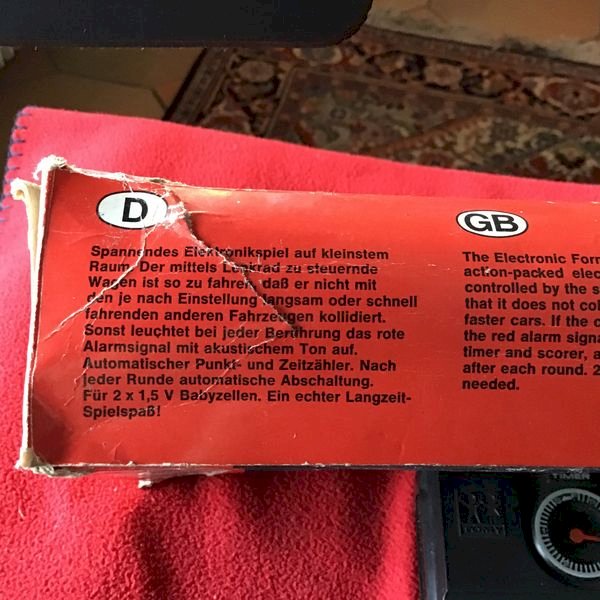 D
Spannendes Elektronikspiel auf kleinstem
Raum. Der mittels Lenkrad zu steuernde
Wagen ist so zu fahren, daß er nicht mit
den je nach Einstellung langsam oder schnell
fahrenden anderen Fahrzeugen kollidiert.
Sonst leuchtet bei jeder Berührung das rote
Alarmsignal mit akustischem Ton auf.
Automatischer Punkt- und Zeitzähler. Nach
jeder Runde automatische Abschaltung.
Für 2 x 1,5 V Babyzellen. Ein echter Langzeit-
Spielspaß!
GB
The Electronic Form
action-packed elec
controlled by the s
that it does not col
faster cars. If the c
the red alarm signa
timer and scorer, a
after each round. 2
needed.
TIMER